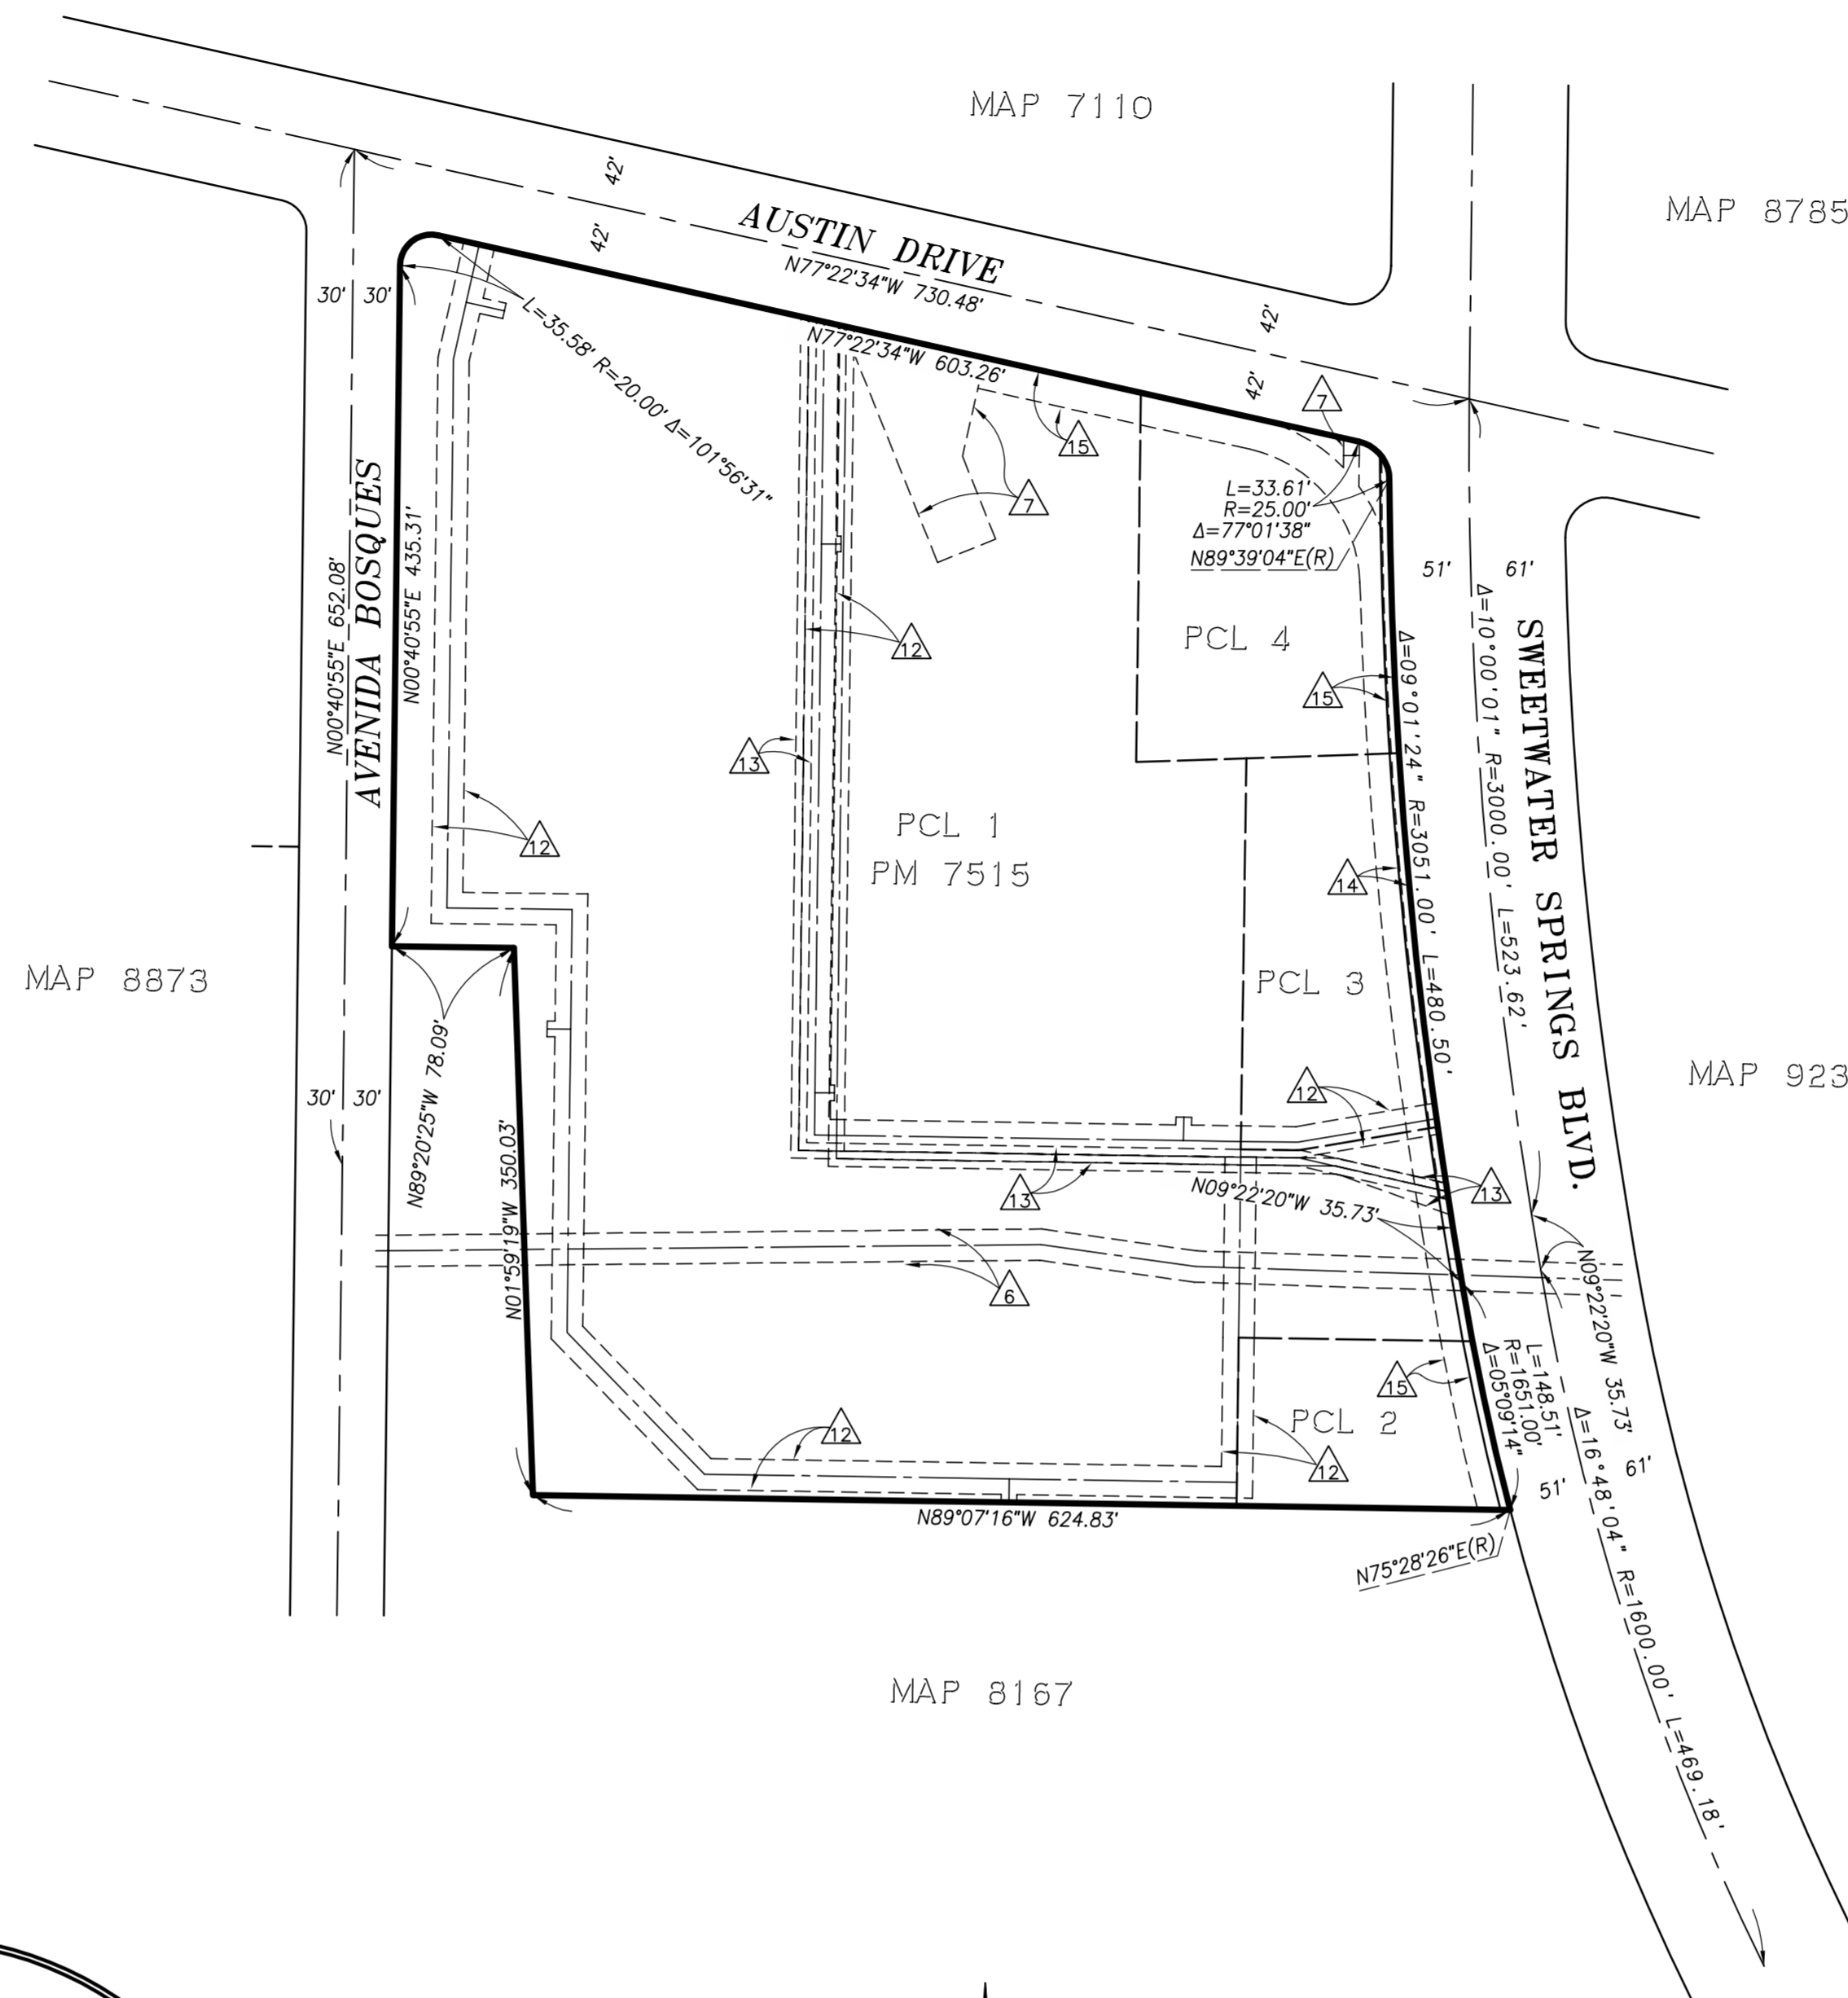 MAP 7110
MAP 8785
42'
42'
AUSTIN DRIVE
N77°22'34"W 730.48'
30' 30'
42'
N77°22'34"W 603.26'
42'
7
L=35.58' R=20.00' Δ=101°56'31"
15
7
L=33.61'
R=25.00'
Δ=77°01'38"
N89°39'04"E(R)
AVENIDA BOSQUES
N00°40'55"E 652.08'
N00°40'55"E 435.31'
51' 61'
12
PCL 4
15
13
SWEETWATER SPRINGS BLVD.
Δ=09°01'24" R=3051.00' L=480.50'
Δ=10°00'01" R=3000.00' L=523.62'
PCL 1
PM 7515
12
14
MAP 8873
PCL 3
MAP 923
30' 30'
N89°20'25"W 78.09'
N01°59'19"W 350.03'
12
13
13
N09°22'20"W 35.73'
6
N09°22'20"W 35.73'
L=148.51'
R=1651.00'
Δ=05°09'14"
15
PCL 2
12
12
51' 61'
N89°07'16"W 624.83'
N75°28'26"E(R)
Δ=16°48'04" R=1600.00' L=469.18'
MAP 8167